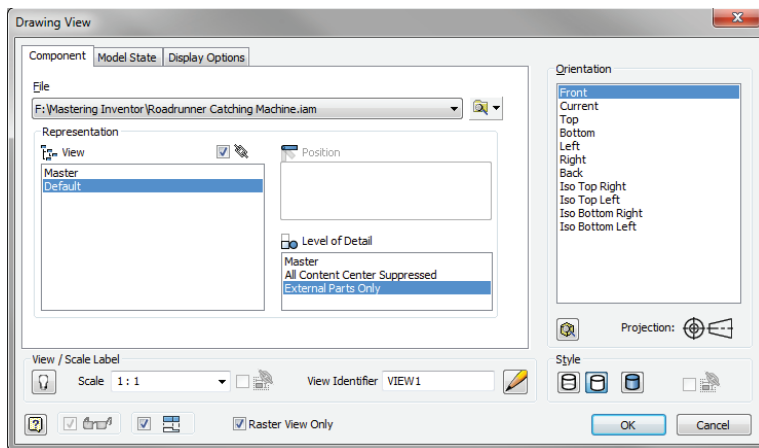 Drawing View
Component Model State Display Options
File
F:\Mastering Inventor\Roadrunner Catching Machine.iam
Representation
View
Master
Default
Position
Level of Detail
Master
All Content Center Suppressed
External Parts Only
Orientation
Front
Current
Top
Bottom
Left
Right
Back
Iso Top Right
Iso Top Left
Iso Bottom Right
Iso Bottom Left
Projection:
View / Scale Label
Scale 1 : 1 View Identifier VIEW1
Style
Raster View Only
OK Cancel